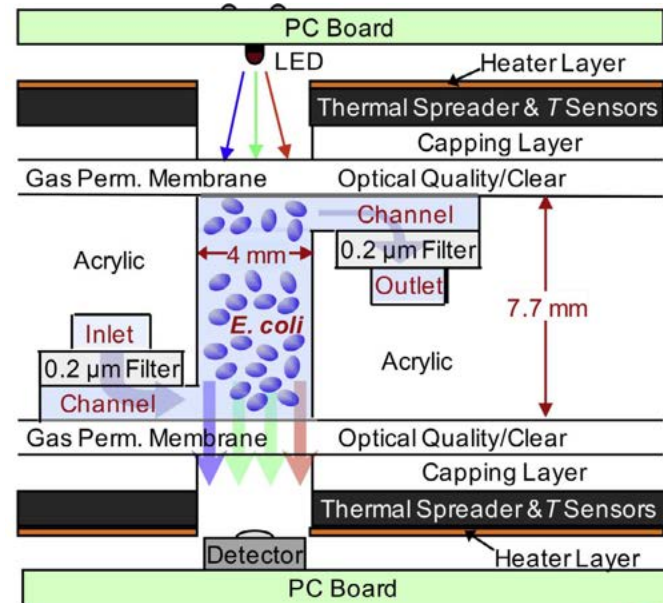 PC Board
LED
Heater Layer
Thermal Spreader & T Sensors
Capping Layer
Gas Perm. Membrane
Optical Quality/Clear
Channel
0.2 µm Filter
Outlet
Acrylic
4 mm
7.7 mm
E. coli
Inlet
0.2 µm Filter
Channel
Acrylic
Gas Perm. Membrane
Optical Quality/Clear
Capping Layer
Thermal Spreader & T Sensors
Detector
Heater Layer
PC Board